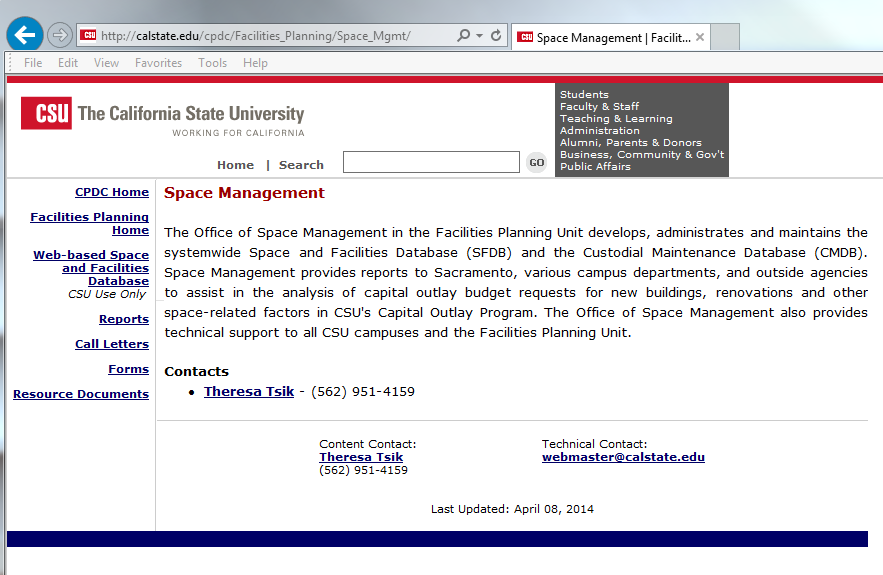 http://calstate.edu/cpdc/Facilities_Planning/Space_Mgmt/
CSU Space Management | Facilit...
File Edit View Favorites Tools Help
CSU The California State University
WORKING FOR CALIFORNIA
Home | Search
GO
Students
Faculty & Staff
Teaching & Learning
Administration
Alumni, Parents & Donors
Business, Community & Gov't
Public Affairs
CPDC Home
Facilities Planning
Home
Web-based Space
and Facilities
Database
CSU Use Only
Reports
Call Letters
Forms
Resource Documents
Space Management
The Office of Space Management in the Facilities Planning Unit develops, administrates and maintains the
systemwide Space and Facilities Database (SFDB) and the Custodial Maintenance Database (CMDB).
Space Management provides reports to Sacramento, various campus departments, and outside agencies
to assist in the analysis of capital outlay budget requests for new buildings, renovations and other
space-related factors in CSU's Capital Outlay Program. The Office of Space Management also provides
technical support to all CSU campuses and the Facilities Planning Unit.
Contacts
• Theresa Tsik - (562) 951-4159
Content Contact:
Theresa Tsik
(562) 951-4159
Technical Contact:
webmaster@calstate.edu
Last Updated: April 08, 2014